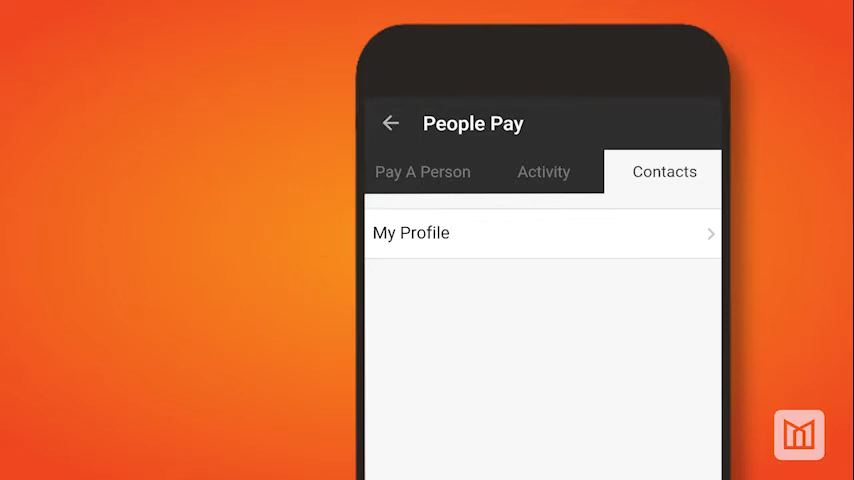 People Pay
Pay A Person
Activity
Contacts
My Profile